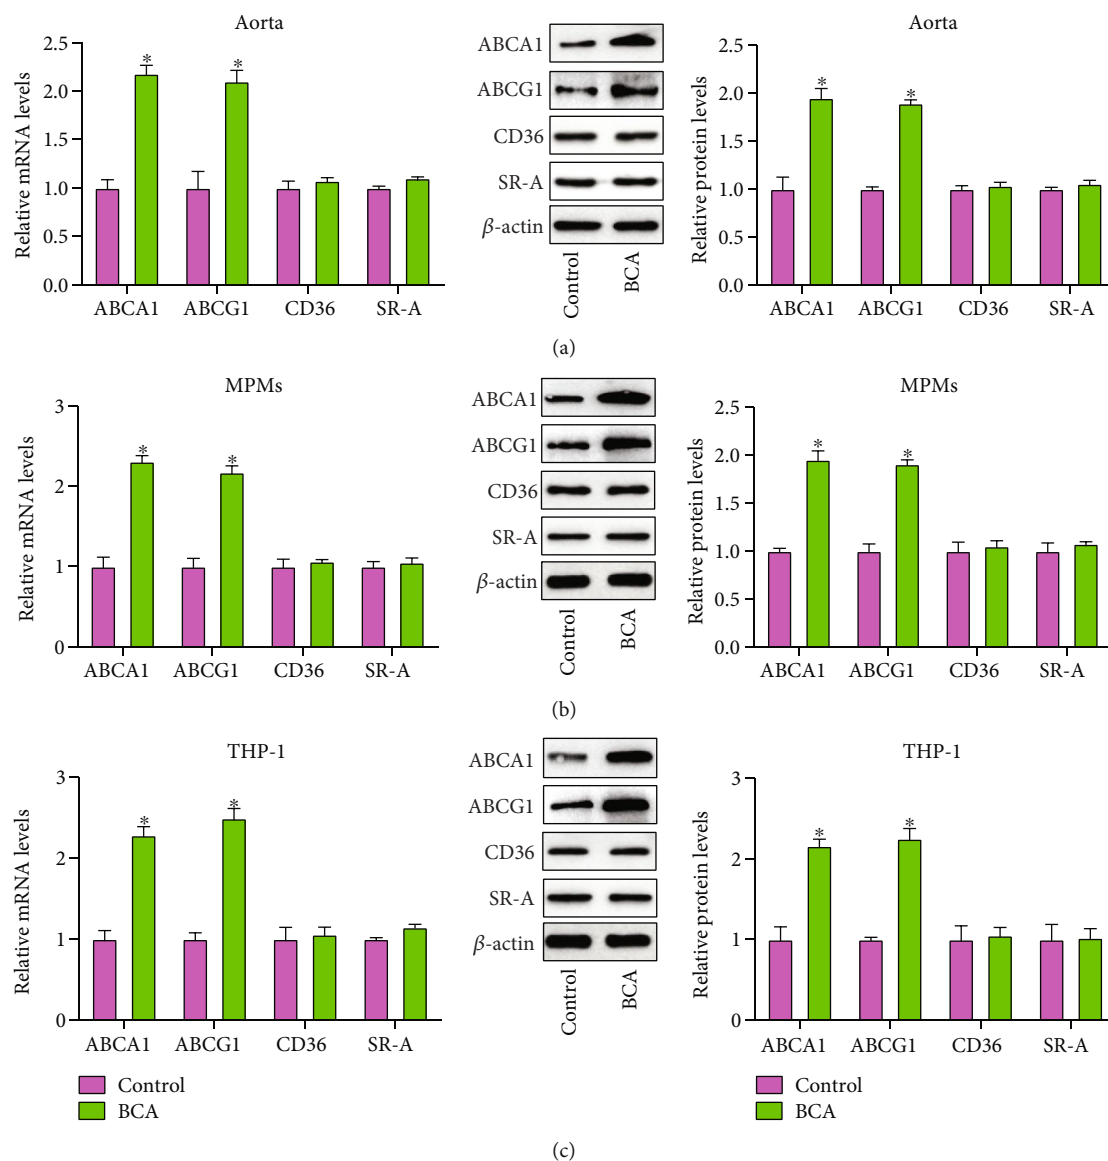 Aorta
Relative mRNA levels
2.5
2.0
1.5
1.0
0.5
0.0
*
*
ABCA1
ABCG1
CD36
SR-A
ABCA1
ABCG1
CD36
SR-A
β-actin
Control
BCA
Aorta
Relative protein levels
2.5
2.0
1.5
1.0
0.5
0.0
*
*
ABCA1
ABCG1
CD36
SR-A
(a)
MPMs
Relative mRNA levels
3
2
1
0
*
*
ABCA1
ABCG1
CD36
SR-A
ABCA1
ABCG1
CD36
SR-A
β-actin
Control
BCA
MPMs
Relative protein levels
2.5
2.0
1.5
1.0
0.5
0.0
*
*
ABCA1
ABCG1
CD36
SR-A
(b)
THP-1
Relative mRNA levels
3
2
1
0
*
*
ABCA1
ABCG1
CD36
SR-A
Control
BCA
ABCA1
ABCG1
CD36
SR-A
β-actin
Control
BCA
THP-1
Relative protein levels
3
2
1
0
*
*
ABCA1
ABCG1
CD36
SR-A
Control
BCA
(c)